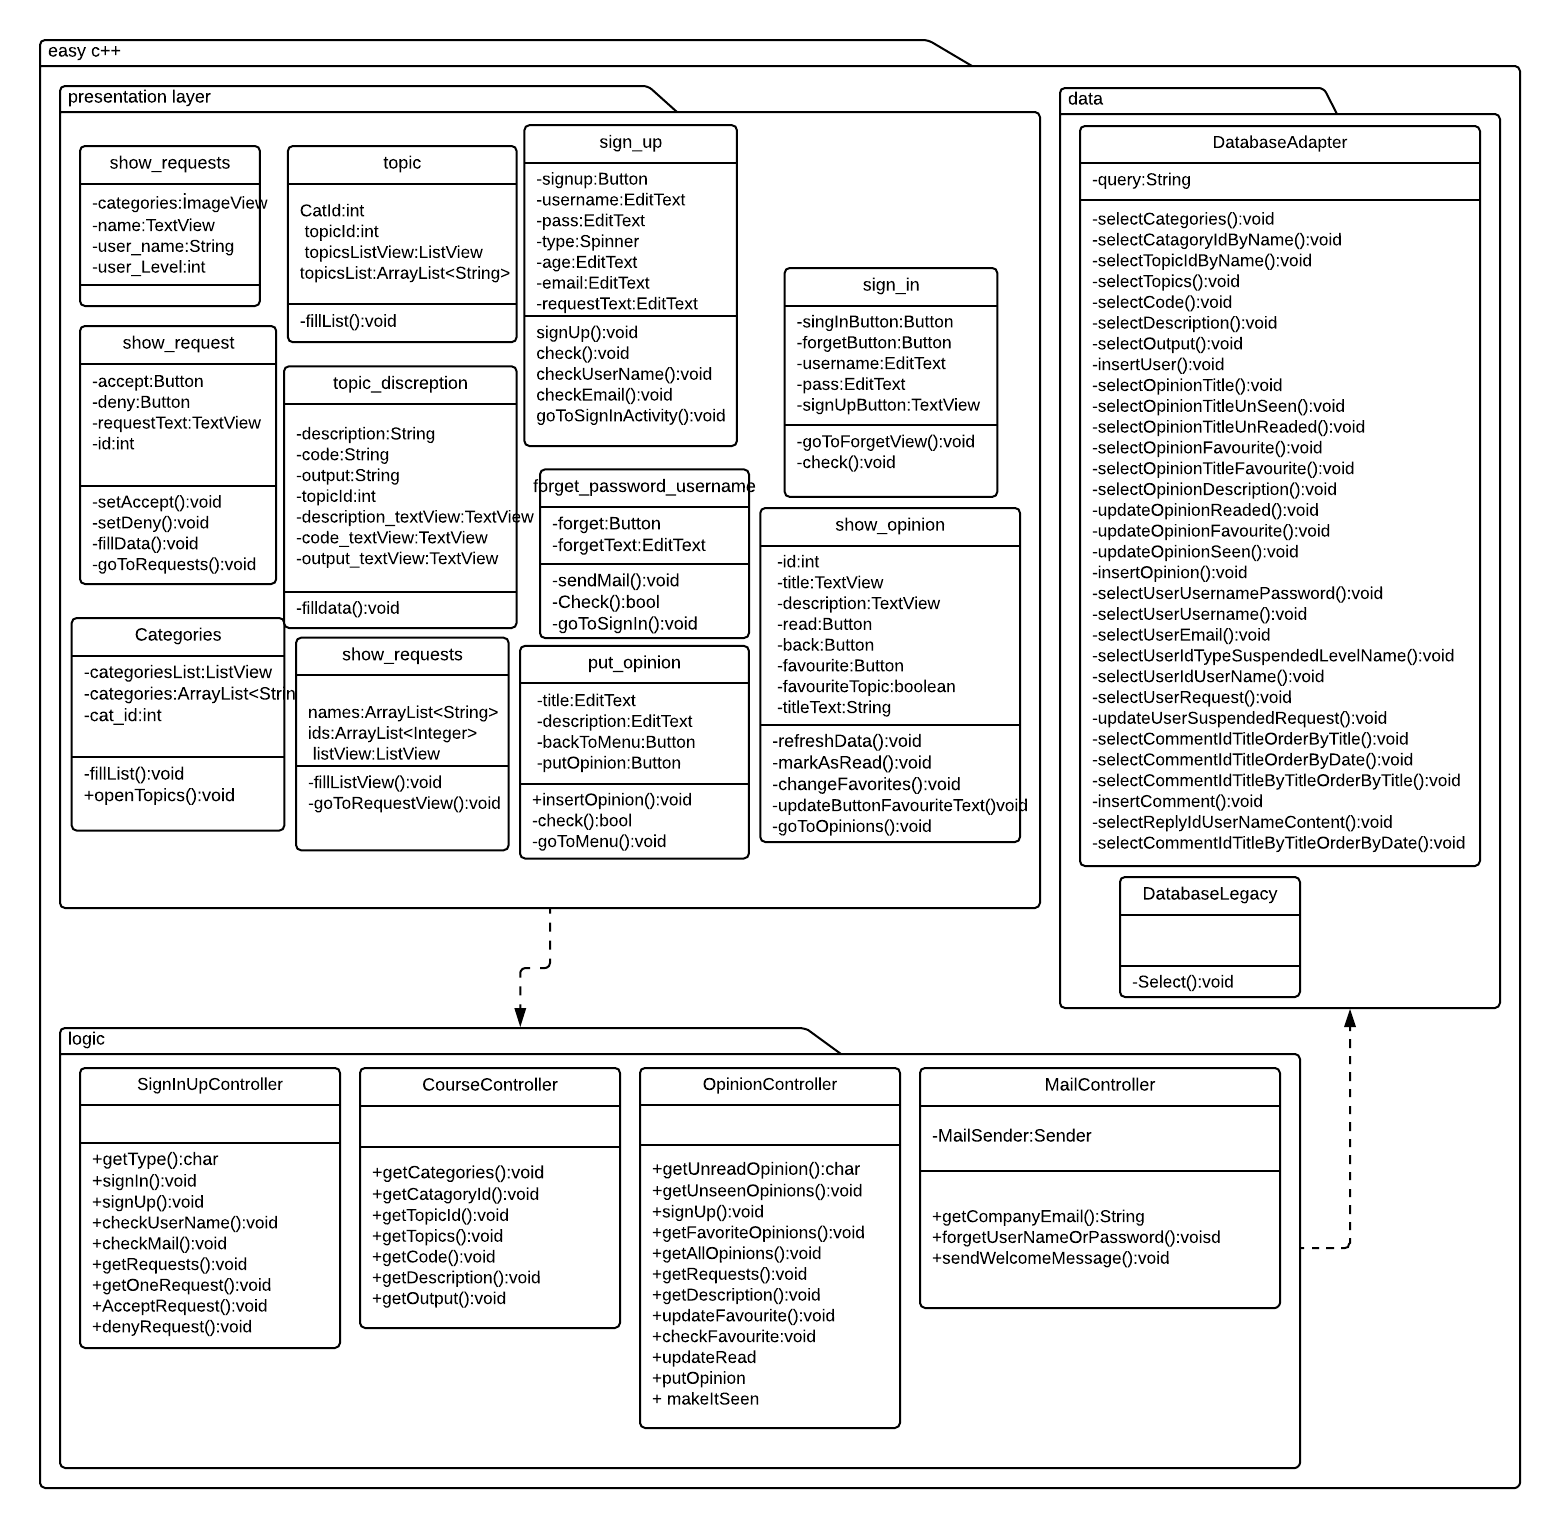 easy c++
presentation layer
show_requests
-categories:İmageView
-name:TextView
-user_name:String
-user_Level:int
topic
CatId:int
topicId:int
topicsListView:ListView
topicsList:ArrayList<String>
-fillList():void
sign_up
-signup:Button
-username:EditText
-pass:EditText
-type:Spinner
-age:EditText
-email:EditText
-requestText:EditText
signUp():void
check():void
checkUserName():void
checkEmail():void
goToSignInActivity():void
sign_in
-singInButton:Button
-forgetButton:Button
-username:EditText
-pass:EditText
-signUpButton:TextView
-goToForgetView():void
-check():void
show_request
-accept:Button
-deny:Button
-requestText:TextView
-id:int
-setAccept():void
-setDeny():void
-fillData():void
-goToRequests():void
topic_discreption
-description:String
-code:String
-output:String
-topicId:int
-description_textView:TextView
-code_textView:TextView
-output_textView:TextView
-filldata():void
forget_password_username
-forget:Button
-forgetText:EditText
-sendMail():void
-Check():bool
-goToSignIn():void
show_opinion
-id:int
-title:TextView
-description:TextView
-read:Button
-back:Button
-favourite:Button
-favouriteTopic:boolean
-titleText:String
-refreshData():void
-markAsRead():void
-changeFavorites():void
-updateButtonFavouriteText()void
-goToOpinions():void
Categories
-categoriesList:ListView
-categories:ArrayList<Strin
-cat_id:int
-fillList():void
+openTopics():void
show_requests
names:ArrayList<String>
ids:ArrayList<Integer>
listView:ListView
-fillListView():void
-goToRequestView():void
put_opinion
-title:EditText
-description:EditText
-backToMenu:Button
-putOpinion:Button
+insertOpinion():void
-check():bool
-goToMenu():void
data
DatabaseAdapter
-query:String
-selectCategories():void
-selectCatagoryIdByName():void
-selectTopicIdByName():void
-selectTopics():void
-selectCode():void
-selectDescription():void
-selectOutput():void
-insertUser():void
-selectOpinionTitle():void
-selectOpinionTitleUnSeen():void
-selectOpinionTitleUnReaded():void
-selectOpinionFavourite():void
-selectOpinionTitleFavourite():void
-selectOpinionDescription():void
-updateOpinionReaded():void
-updateOpinionFavourite():void
-updateOpinionSeen():void
-insertOpinion():void
-selectUserUsernamePassword():void
-selectUserUsername():void
-selectUserEmail():void
-selectUserIdTypeSuspendedLevelName():void
-selectUserIdUserName():void
-selectUserRequest():void
-updateUserSuspendedRequest():void
-selectCommentIdTitleOrderByTitle():void
-selectCommentIdTitleOrderByDate():void
-selectCommentIdTitleByTitleOrderByTitle():void
-insertComment():void
-selectReplyIdUserNameContent():void
-selectCommentIdTitleByTitleOrderByDate():void
DatabaseLegacy
-Select():void
logic
SignInUpController
+getType():char
+signIn():void
+signUp():void
+checkUserName():void
+checkMail():void
+getRequests():void
+getOneRequest():void
+AcceptRequest():void
+denyRequest():void
CourseController
+getCategories():void
+getCatagoryId():void
+getTopicId():void
+getTopics():void
+getCode():void
+getDescription():void
+getOutput():void
OpinionController
+getUnreadOpinion():char
+getUnseenOpinions():void
+signUp():void
+getFavoriteOpinions():void
+getAllOpinions():void
+getRequests():void
+getDescription():void
+updateFavourite():void
+checkFavourite:void
+updateRead
+putOpinion
+ makeItSeen
MailController
-MailSender:Sender
+getCompanyEmail():String
+forgetUserNameOrPassword():voisd
+sendWelcomeMessage():void